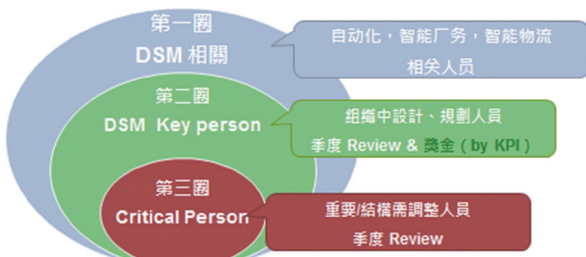 第一圈
DSM 相關
自动化，智能厂务，智能物流
相关人员
第二圈
DSM Key person
組織中設計、規劃人員
季度 Review & 獎金（by KPI）
第三圈
Critical Person
重要/結構需調整人員
季度 Review